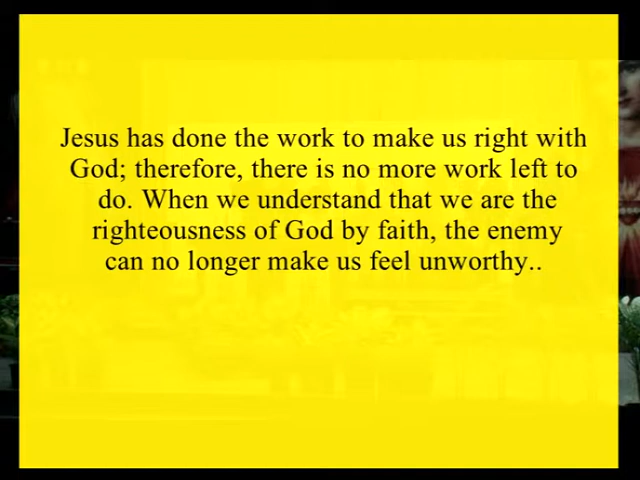 Jesus has done the work to make us right with
God; therefore, there is no more work left to
do. When we understand that we are the
righteousness of God by faith, the enemy
can no longer make us feel unworthy..